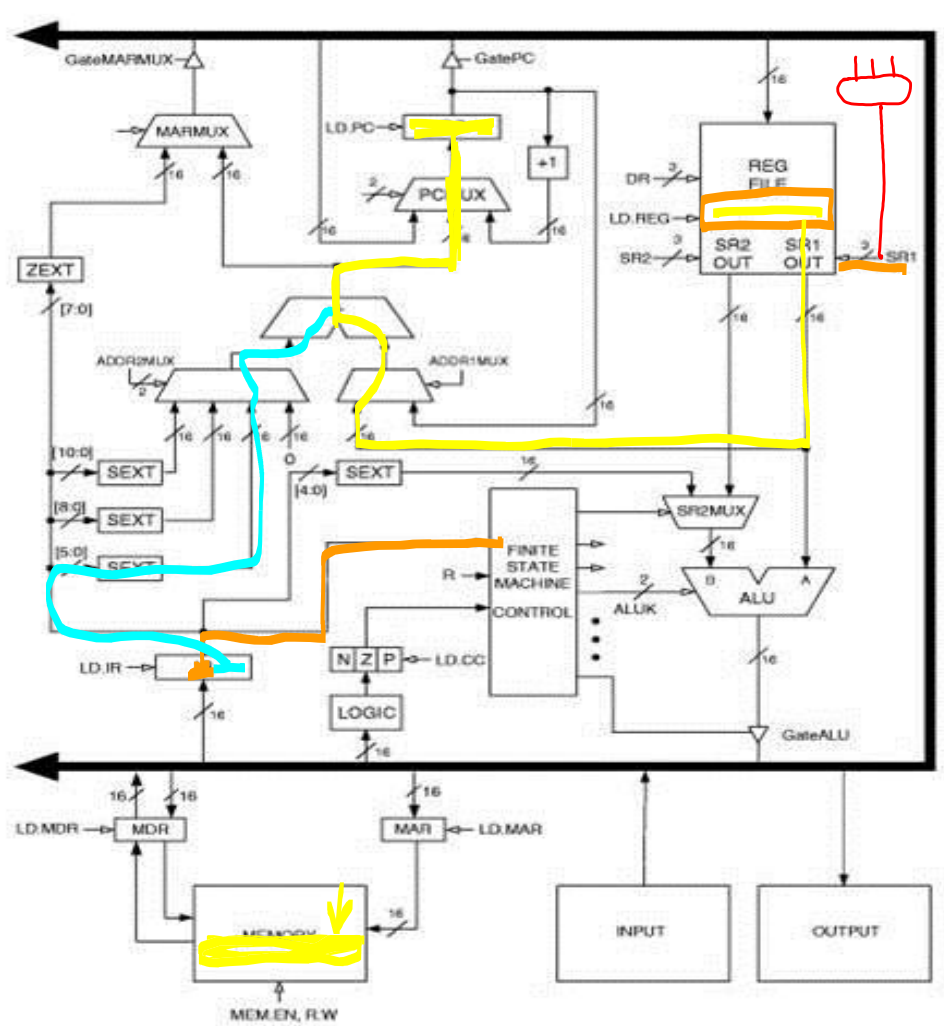 GateMARMUX
GatePC
16
MARMUX
LD.PC
16
16
2
PCMUX
+1
16
16
16
REG
FILE
DR
3
LD.REG
SR2
3
SR2
OUT
SR1
OUT
3
SR1
ZEXT
[7:0]
16
16
ADDR2MUX
2
ADDR1MUX
16
16
16
16
16
16
0
[10:0]
SEXT
[4:0]
SEXT
16
[8:0]
SEXT
SR2MUX
[5:0]
SEXT
16
FINITE
STATE
MACHINE
CONTROL
R
2
ALUK
B
A
ALU
LD.IR
N Z P
LD.CC
16
16
LOGIC
16
GateALU
16
16
16
LD.MDR
MDR
MAR
LD.MAR
16
MEMORY
INPUT
OUTPUT
MEM.EN, R.W